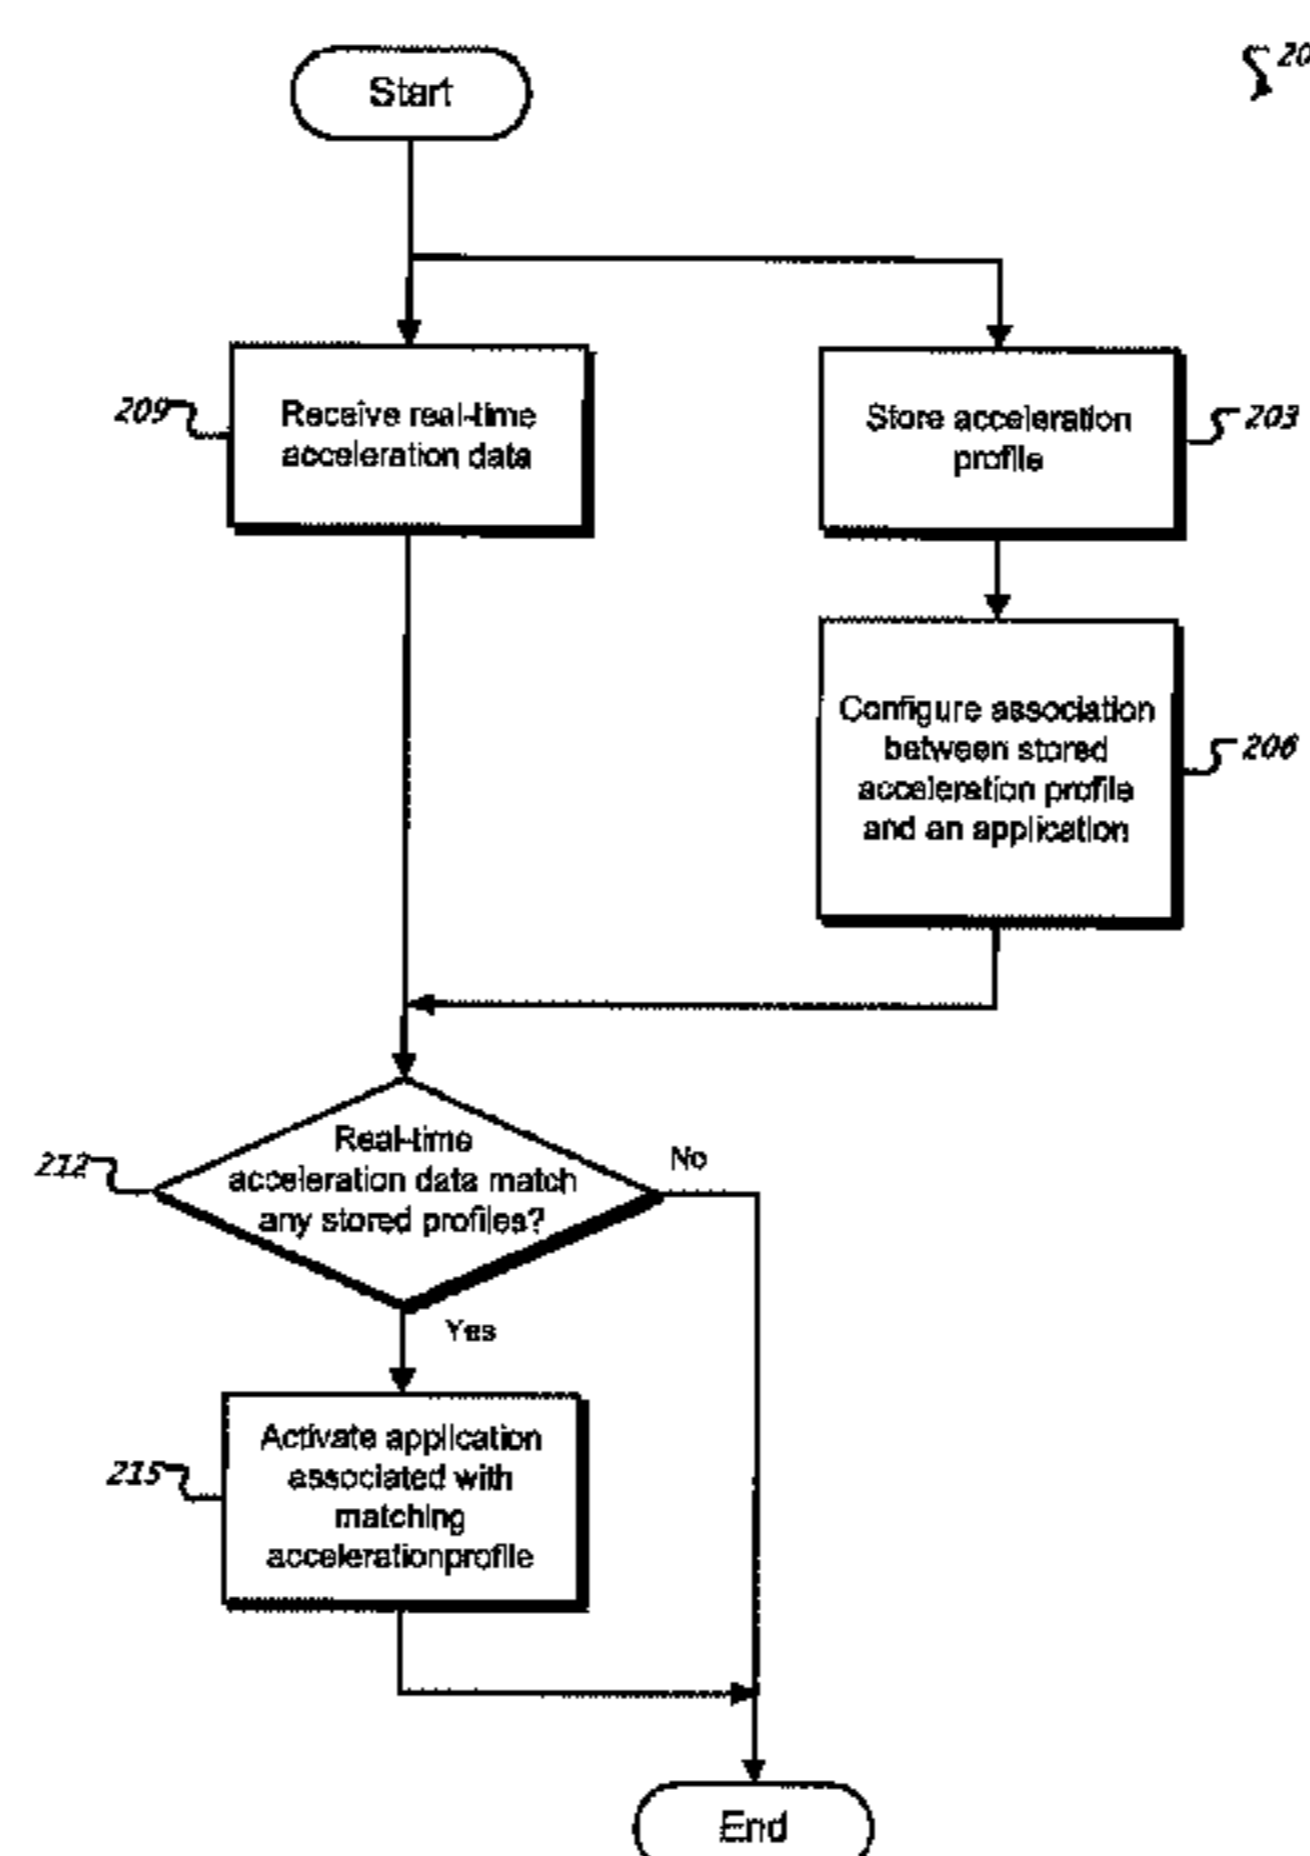 Start
20
209
Receive real-time
acceleration data
Store acceleration
profile
203
Configure association
between stored
acceleration profile
and an application
206
212
Real-time
acceleration data match
any stored profiles?
No
Yes
215
Activate application
associated with
matching
accelerationprofile
End